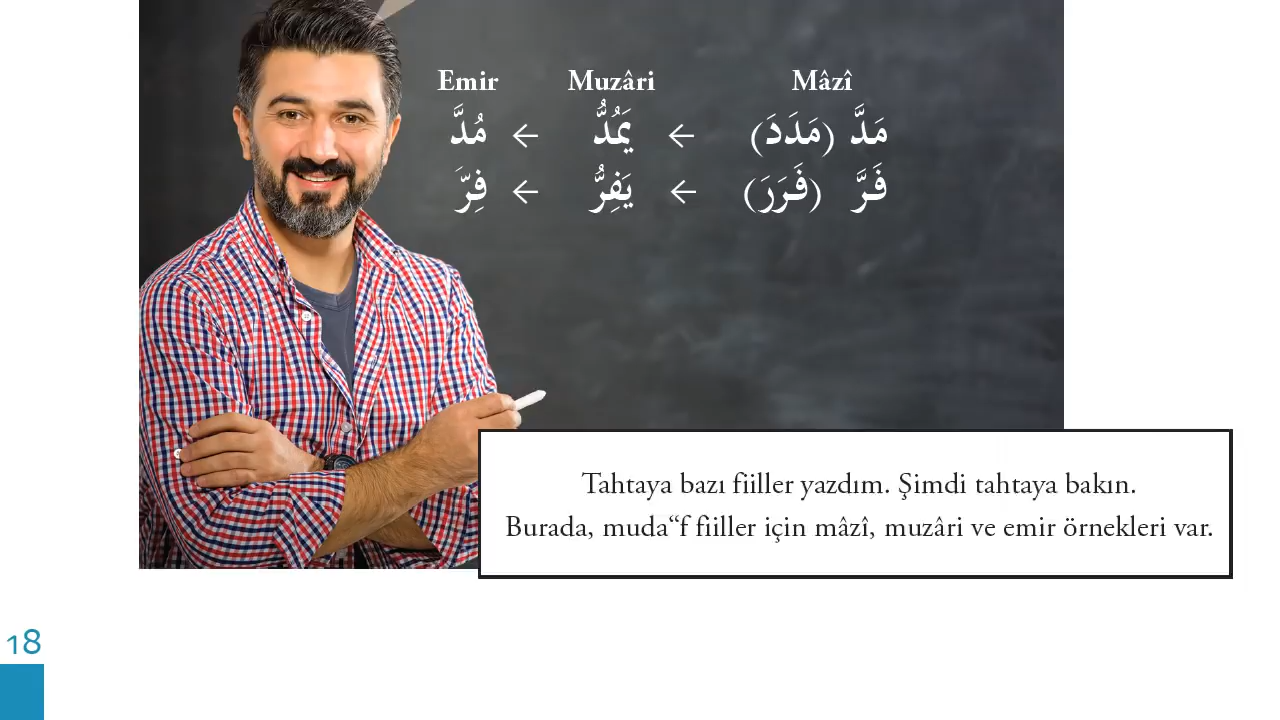 Emir Muzâri Mâzî
مَدَّ (مَدَدَ) ← يَمُدُّ ← مُدَّ
فَرَّ (فَرَرَ) ← يَفِرُّ ← فِرَّ
Tahtaya bazı fiiller yazdım. Şimdi tahtaya bakın.
Burada, muda“f fiiller için mâzî, muzâri ve emir örnekleri var.
18